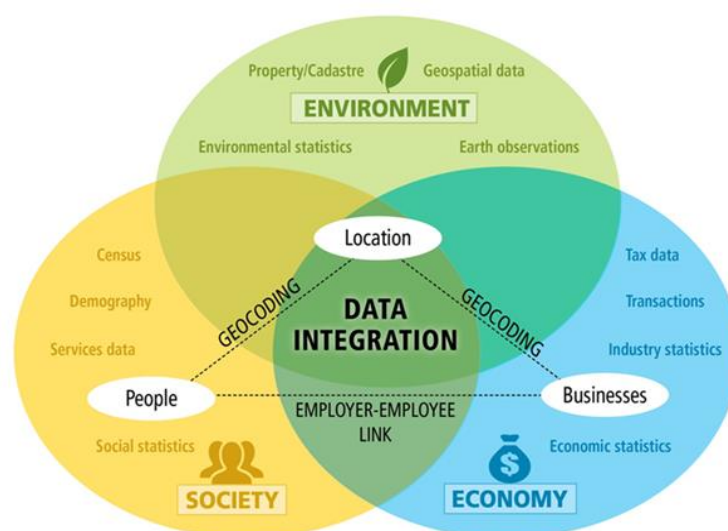 Property/Cadastre
Geospatial data
ENVIRONMENT
Environmental statistics
Earth observations
Location
Census
Tax data
GEOCODING
GEOCODING
Demography
DATA
Transactions
INTEGRATION
Services data
Industry statistics
People
Businesses
EMPLOYER-EMPLOYEE
LINK
Social statistics
Economic statistics
$
SOCIETY
ECONOMY